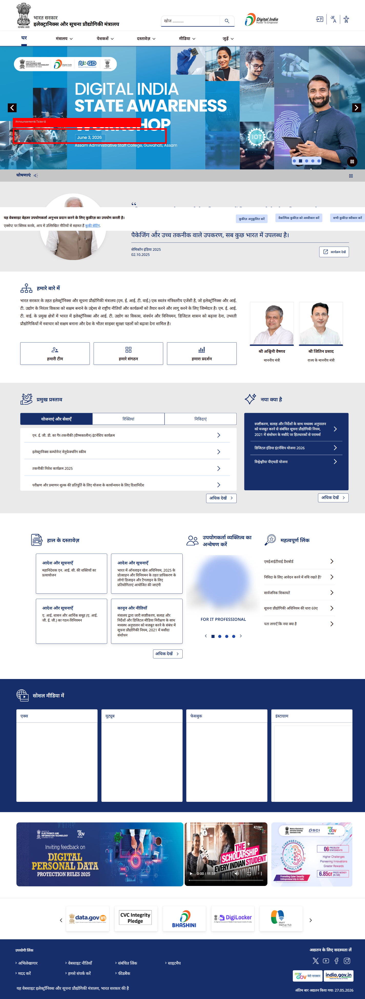 भारत सरकार
इलेक्ट्रानिक्स और सूचना प्रौद्योगिकी मंत्रालय
खोज ..........
Digital India
Power To Empower
घर
मंत्रालय
पेशकशें
दस्तावेज़
मीडिया
जुड़ें
MINISTRY OF
ELECTRONICS AND
INFORMATION TECHNOLOGY
GOVERNMENT OF INDIA
Digital India
NeGD
DIGITAL INDIA
STATE AWARENESS
WORKSHOP
Announcements Ticker
June 3, 2026
Assam Administrative Staff College, Guwahati, Assam
IOT
घोषणाएं
यह वेबसाइट बेहतर उपयोगकर्ता अनुभव प्रदान करने के लिए कुकीज़ का उपयोग करती है।
एक्सेप्ट पर क्लिक करके, आप में उल्लिखित नीतियों से सहमत हैं कुकी सेटिंग.
कुकीज़ अनुकूलित करें
वैकल्पिक कुकीज़ को अस्वीकार करें
सभी कुकीज़ स्वीकार करें
पैकेजिंग और उच्च तकनीक वाले उपकरण, सब कुछ भारत में उपलब्ध है।
सेमिकॉन इंडिया 2025
02.10.2025
कार्यक्रम देखें
हमारे बारे में
भारत सरकार के तहत इलेक्ट्रॉनिक्स और सूचना प्रौद्योगिकी मंत्रालय (एम. ई. आई. टी. वाई.) एक स्वतंत्र मंत्रिस्तरीय एजेंसी है, जो इलेक्ट्रॉनिक्स और आई.
टी. उद्योग के निरंतर विकास को सक्षम बनाने के उद्देश्य से राष्ट्रीय नीतियों और कार्यक्रमों को तैयार करने और लागू करने के लिए जिम्मेदार है। एम. ई. आई.
टी. वाई. के प्रमुख क्षेत्रों में भारत में इलेक्ट्रॉनिक्स और आई. टी. उद्योग का विकास, संवर्धन और विनियमन, डिजिटल शासन को बढ़ावा देना, उभरती
प्रौद्योगिकियों में नवाचार को सक्षम बनाना और देश के भीतर साइबर सुरक्षा पहलों को बढ़ावा देना शामिल है।
हमारी टीम
हमारे संगठन
हमारा प्रदर्शन
श्री अश्विनी वैष्णव
माननीय मंत्री
श्री जितिन प्रसाद
राज्य के माननीय मंत्री
प्रमुख प्रस्ताव
योजनाएं और सेवाएँ
रिक्तियां
निविदाएं
एन. ई. जी. डी. का गैर-तकनीकी (ग्रीष्मकालीन) इंटर्नशिप कार्यक्रम
इलेक्ट्रानिक्स कम्पोनेन्ट मेनुफेक्चरिंग स्कीम
तकनीकी निवेश कार्यक्रम 2025
परीक्षण और प्रमाणन शुल्क की प्रतिपूर्ति के लिए योजना के कार्यान्वयन के लिए दिशानिर्देश
अधिक देखें
नया क्या है
स्पष्टीकरण, सलाह और निर्देशों के साथ मध्यस्थ अनुपालन
को मजबूत करने से संबंधित सूचना प्रौद्योगिकी नियम,
2021 में संशोधन के मसौदे पर हितधारकों से परामर्श
डिजिटल इंडिया इंटर्नशिप योजना 2026
विश्वेश्वरैया पीएचडी योजना
अधिक देखें
हाल के दस्तावेज़
आदेश और सूचनाएँ
महानिदेशक एन. आई. सी. की शक्तियों का
प्रत्यायोजन
आदेश और सूचनाएँ
भारत में ऑनलाइन खेल अधिनियम, 2025 के
प्रोत्साहन और विनियमन के तहत प्राधिकरण के
लोगो डिजाइन और टैगलाइन के लिए
प्रतियोगिताएं आयोजित की जाएंगी
आदेश और सूचनाएँ
ए. आई. शासन और आर्थिक समूह (ए. आई.
जी. ई. जी.) का गठन-विनियमन
कानून और नीतियाँ
मंत्रालय द्वारा जारी स्पष्टीकरण, सलाह और
निर्देशों और डिजिटल मीडिया निरीक्षण के साथ
मध्यस्थ अनुपालन को मजबूत करने के संबंध में
सूचना प्रौद्योगिकी नियम, 2021 में मसौदा
संशोधन
अधिक देखें
उपयोगकर्ता व्यक्तित्व का
अन्वेषण करें
FOR IT PROFESSIONAL
महत्वपूर्ण लिंक
एमईआईटीवाई डैशबोर्ड
निविदा के लिए आवेदन करने में रुचि रखते हैं?
सार्वजनिक शिकायतें
सूचना प्रौद्योगिकी अधिनियम की धारा 69ए
पता लगाएँ कि नया क्या है
सोशल मीडिया में
एक्स
यूट्यूब
फेसबुक
इंस्टाग्राम
MINISTRY OF
ELECTRONICS AND
INFORMATION TECHNOLOGY
GOVERNMENT OF INDIA
my GOV
मेरी सरकार
Inviting feedback on
DIGITAL
PERSONAL DATA
PROTECTION RULES 2025
THE
SCHOLARSHIP
EVERY INDIAN STUDENT
0:00 / 11:57
Ministry of Electronics &
Information Technology
Government of India
DSCI
my GOV
CYBERSECURITY
GRAND CHALLENGE 2.0
06 PROBLEM
STATEMENTS
Higher Challenges
Pioneering Innovations
Greater Rewards
6.85cr PRIZE MONEY
(IN INR)
Promoting Cyber Security
Entrepreneurship in India
data.gov in
CVC Integrity
Pledge
BHASHINI
DigiLocker
MeitY
Startup Hub
उपयोगी लिंक
अभिलेखागार
वेबसाइट नीतियाँ
संबंधित लिंक
साइटमैप
मदद करें
हमसे संपर्क करें
फीडबैक
यह वेबसाइट इलेक्ट्रॉनिक्स और सूचना प्रौद्योगिकी मंत्रालय, भारत सरकार की है
अद्यतन के लिए सदस्यता लें
my GOV मेरी सरकार
india.gov.in
National Portal of India
अंतिम बार अद्यतन किया गया: 27.05.2026